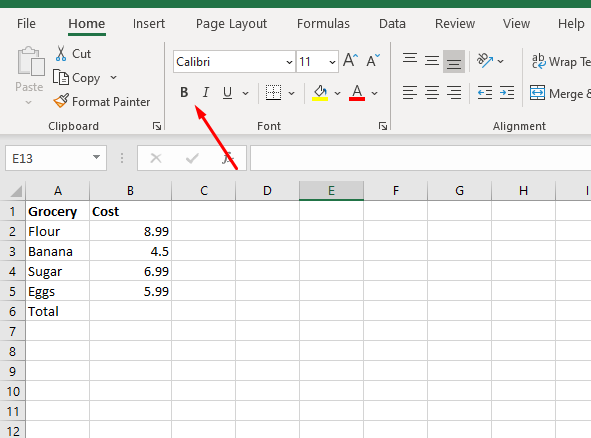 File Home Insert Page Layout Formulas Data Review View Help
Cut
Copy
Format Painter
Paste
Clipboard
Calibri 11 A A
B I U A
Font
ab Wrap Te
Merge &
Alignment
E13 fx
A B C D E F G H I
1 Grocery Cost
2 Flour 8.99
3 Banana 4.5
4 Sugar 6.99
5 Eggs 5.99
6 Total
7
8
9
10
11
12